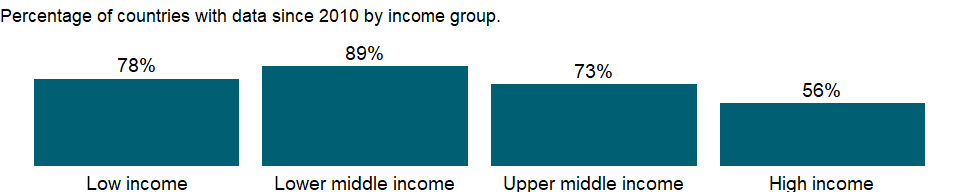 Percentage of countries with data since 2010 by income group.
89%
78%
73%
56%
Low income Lower middle income Upper middle income High income